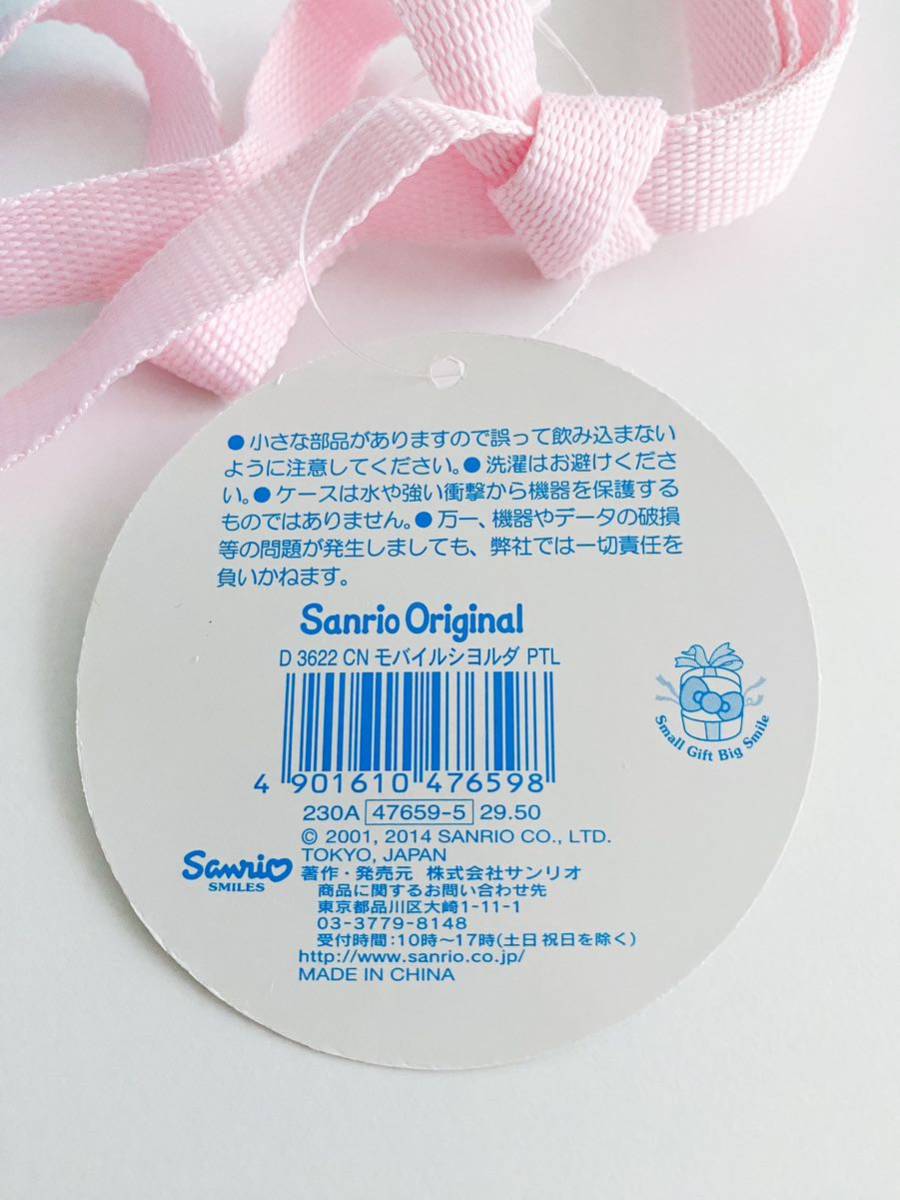 ●小さな部品がありますので誤って飲み込まない
ように注意してください。●洗濯はお避けくださ
い。●ケースは水や強い衝撃から機器を保護する
ものではありません。●万一、機器やデータの破損
等の問題が発生しましても、弊社では一切責任を
負いかねます。
Sanrio Original
D 3622 CN モバイルシヨルダ PTL
4 901610 476598
Small Gift Big Smile
230A 47659-5 29.50
© 2001, 2014 SANRIO CO., LTD.
TOKYO, JAPAN
Sanrio
SMILES
著作・発売元 株式会社サンリオ
商品に関するお問い合わせ先
東京都品川区大崎1-11-1
03-3779-8148
受付時間:10時〜17時(土日 祝日を除く)
http://www.sanrio.co.jp/
MADE IN CHINA